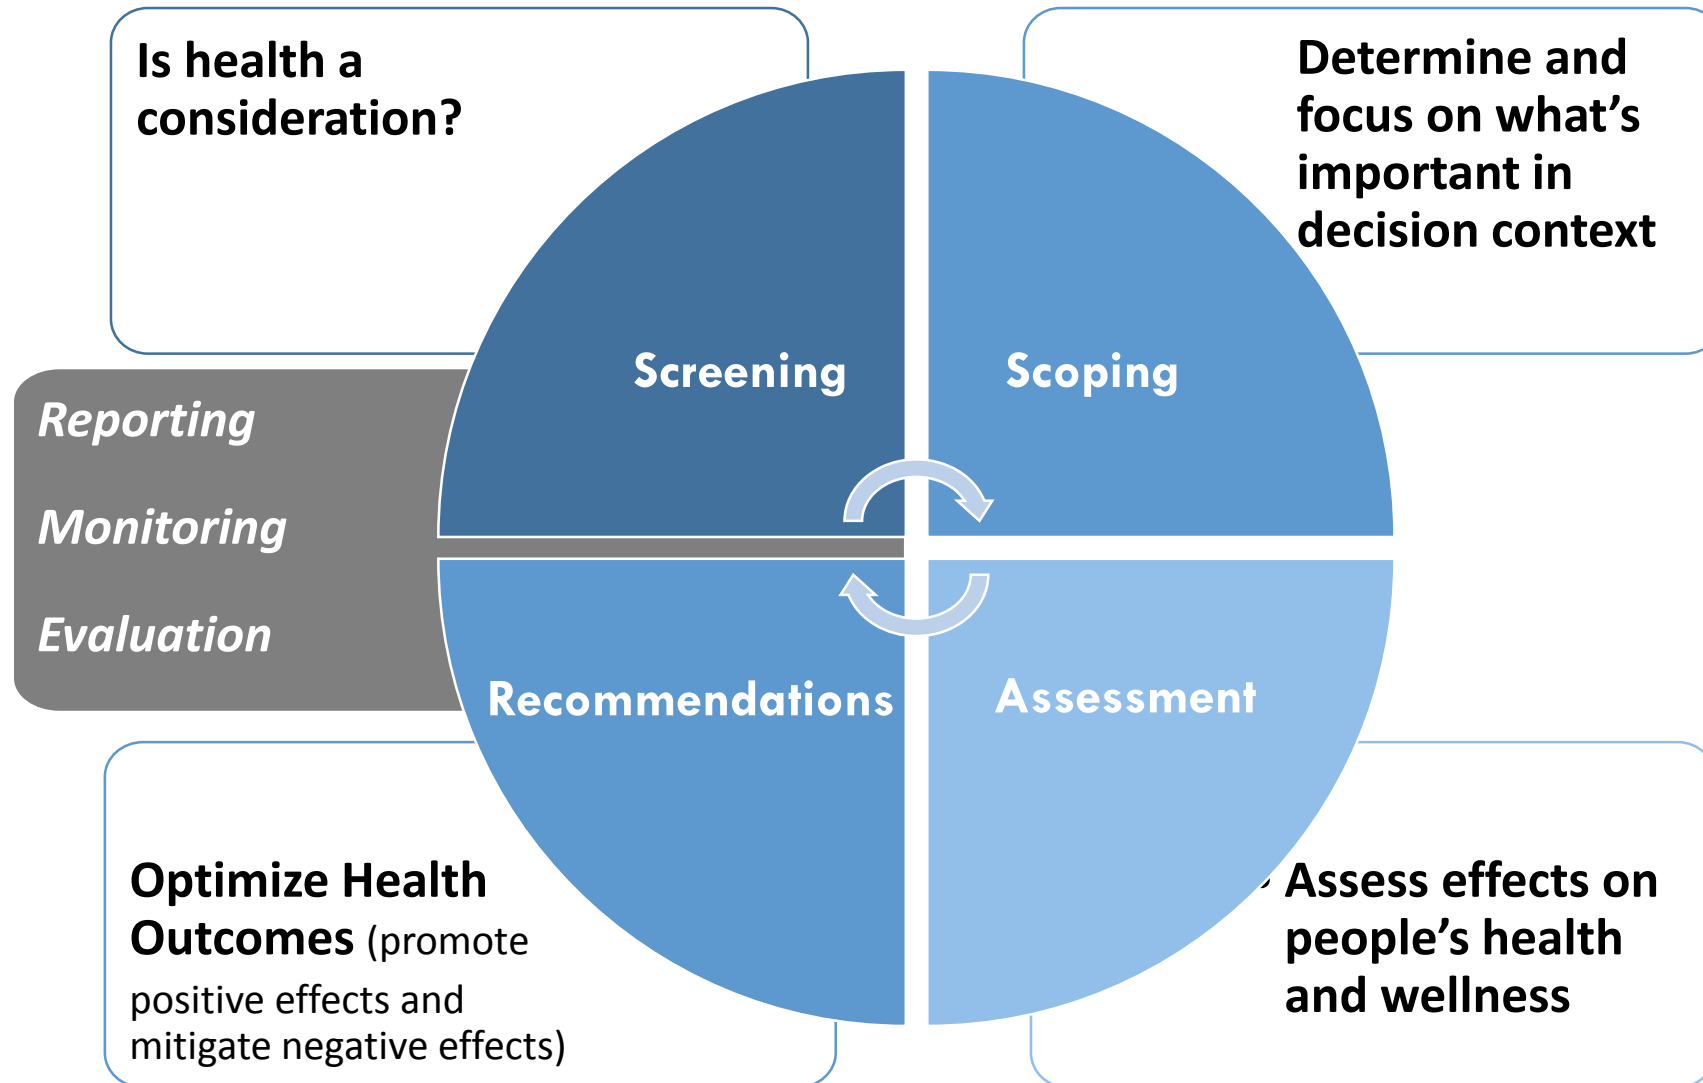 Is health a
consideration?
Determine and
focus on what’s
important in
decision context
Screening
Scoping
Reporting
Monitoring
Evaluation
Recommendations
Assessment
Optimize Health
Outcomes (promote
positive effects and
mitigate negative effects)
• Assess effects on
people’s health
and wellness